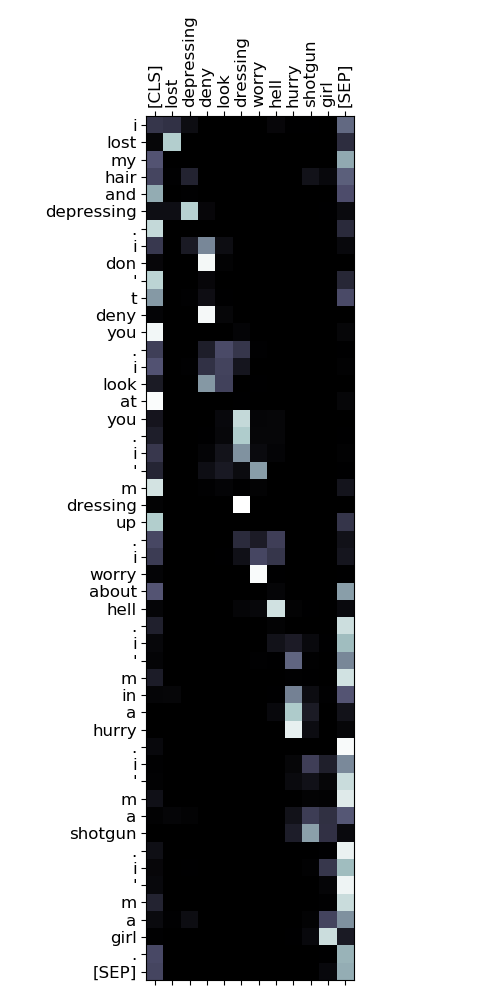 [CLS]
lost
depressing
deny
look
dressing
worry
hell
hurry
shotgun
girl
[SEP]
i
lost
my
hair
and
depressing
.
i
don
'
t
deny
you
.
i
look
at
you
.
i
'
m
dressing
up
.
i
worry
about
hell
.
i
'
m
in
a
hurry
.
i
'
m
a
shotgun
.
i
'
m
a
girl
.
[SEP]